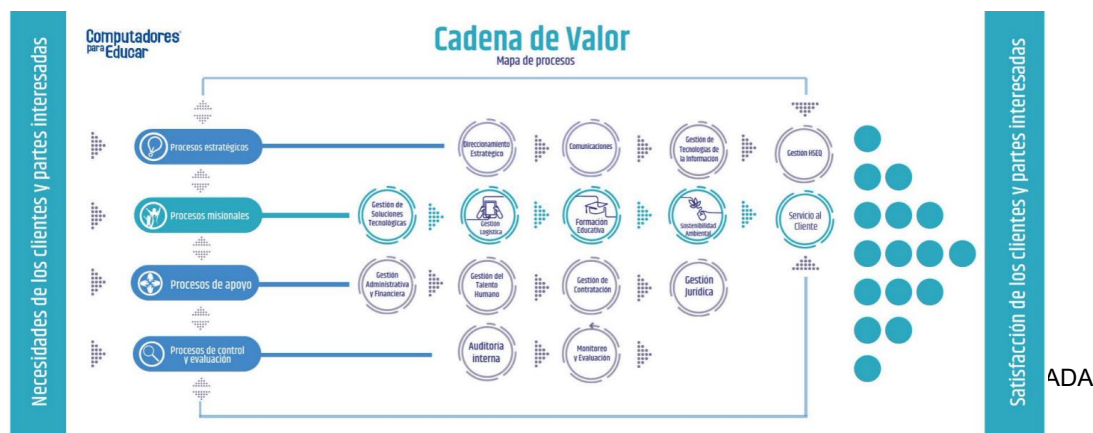 Necesidades de los clientes y partes interesadas
Computadores
para Educar
Cadena de Valor
Mapa de procesos
Procesos estratégicos
Direccionamiento
Estratégico
Comunicaciones
Gestión de
Tecnologías de
la Información
Gestión HSEQ
Procesos misionales
Gestión de
Soluciones
Tecnológicas
Gestión
Logística
Formación
Educativa
Sostenibilidad
Ambiental
Servicio al
Cliente
Procesos de apoyo
Gestión
Administrativa
y Financiera
Gestión del
Talento
Humano
Gestión de
Contratación
Gestión
Jurídica
Procesos de control
y evaluación
Auditoria
interna
Monitoreo
y Evaluación
Satisfacción de los clientes y partes interesadas
ADA